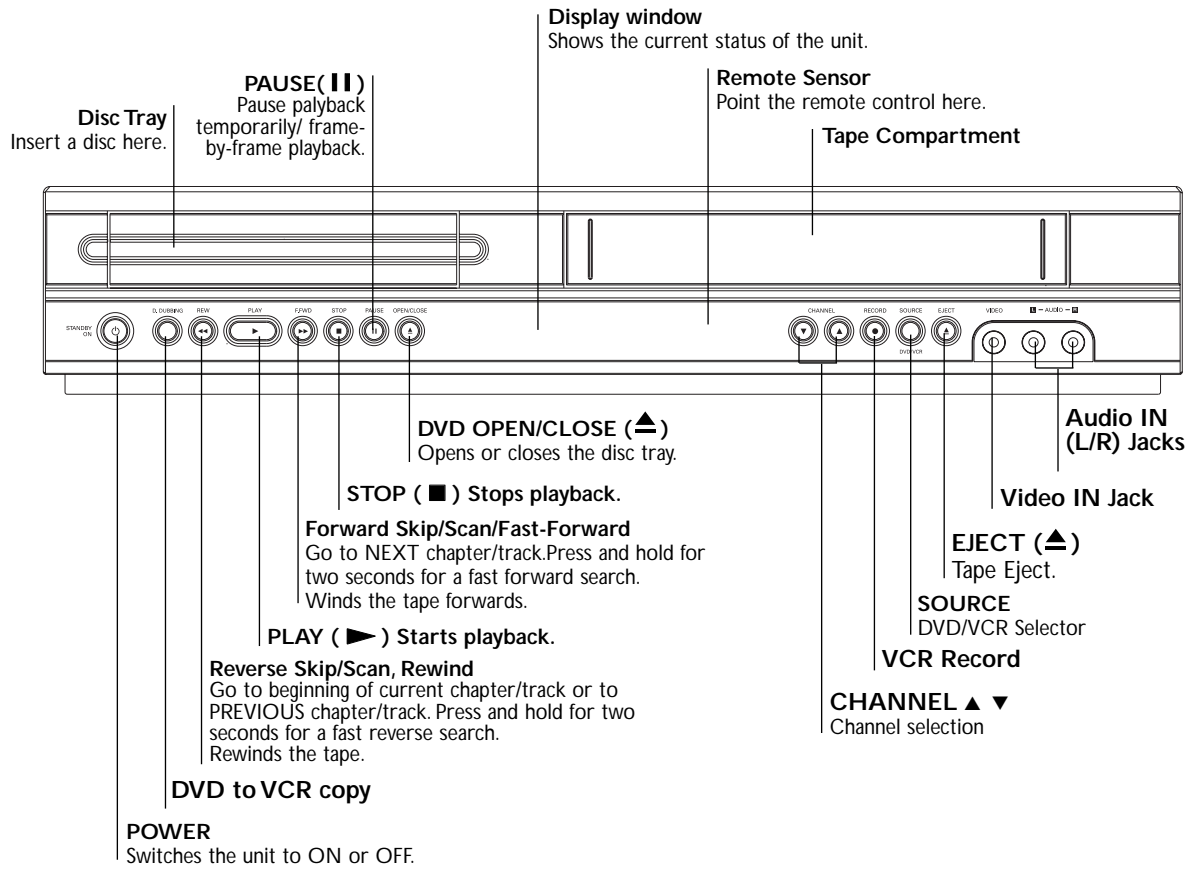 Display window
Shows the current status of the unit.
PAUSE(❚❚)
Pause palyback
temporarily/ frame-
by-frame playback.
Remote Sensor
Point the remote control here.
Disc Tray
Insert a disc here.
Tape Compartment
STANDBY
ON
D, DUBBING
REW
PLAY
F,FWD
STOP
PAUSE
OPEN/CLOSE
CHANNEL
RECORD
SOURCE
DVD/VCR
EJECT
VIDEO
L – AUDIO – R
DVD OPEN/CLOSE (⏏)
Opens or closes the disc tray.
STOP ( ■ ) Stops playback.
Forward Skip/Scan/Fast-Forward
Go to NEXT chapter/track.Press and hold for
two seconds for a fast forward search.
Winds the tape forwards.
PLAY ( ► ) Starts playback.
Reverse Skip/Scan, Rewind
Go to beginning of current chapter/track or to
PREVIOUS chapter/track. Press and hold for two
seconds for a fast reverse search.
Rewinds the tape.
DVD to VCR copy
POWER
Switches the unit to ON or OFF.
Audio IN
(L/R) Jacks
Video IN Jack
EJECT (⏏)
Tape Eject.
SOURCE
DVD/VCR Selector
VCR Record
CHANNEL ▲ ▼
Channel selection